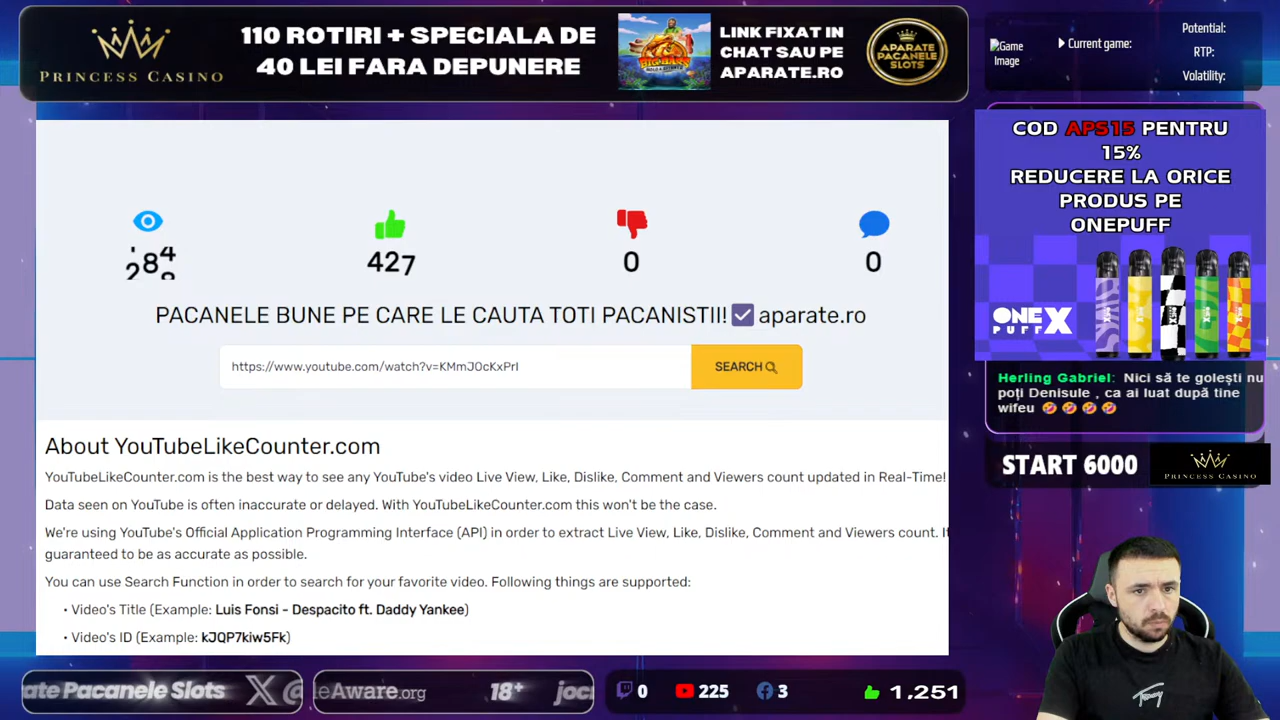 PRINCESS CASINO
110 ROTIRI + SPECIALA DE
40 LEI FARA DEPUNERE
LINK FIXAT IN
CHAT SAU PE
APARATE.RO
APARATE
PACANELE
SLOTS
Game
Image
Current game:
Potential:
RTP:
Volatility:
COD APS15 PENTRU
15%
REDUCERE LA ORICE
PRODUS PE
ONEPUFF
ONE
PUFF X
427
0
0
PACANELE BUNE PE CARE LE CAUTA TOTI PACANISTII! ☑ aparate.ro
https://www.youtube.com/watch?v=KMmJ0cKxPrI
SEARCH
Herling Gabriel: Nici să te golești nu
poți Denisule , ca ai luat după tine
wifeu 🤣🤣🤣🤣
START 6000
PRINCESS CASINO
About YouTubeLikeCounter.com
YouTubeLikeCounter.com is the best way to see any YouTube's video Live View, Like, Dislike, Comment and Viewers count updated in Real-Time!
Data seen on YouTube is often inaccurate or delayed. With YouTubeLikeCounter.com this won't be the case.
We're using YouTube's Official Application Programming Interface (API) in order to extract Live View, Like, Dislike, Comment and Viewers count. It
guaranteed to be as accurate as possible.
You can use Search Function in order to search for your favorite video. Following things are supported:
• Video's Title (Example: Luis Fonsi - Despacito ft. Daddy Yankee)
• Video's ID (Example: kJQP7kiw5Fk)
ate Pacanele Slots
@
leAware.org
18+
joc
0
225
3
1,251